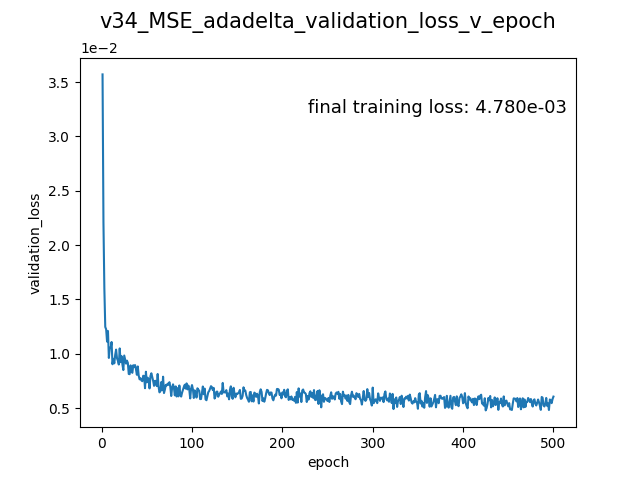 v34_MSE_adadelta_validation_loss_v_epoch
1e−2
final training loss: 4.780e-03
3.5
3.0
2.5
2.0
1.5
1.0
0.5
validation_loss
0 100 200 300 400 500
epoch